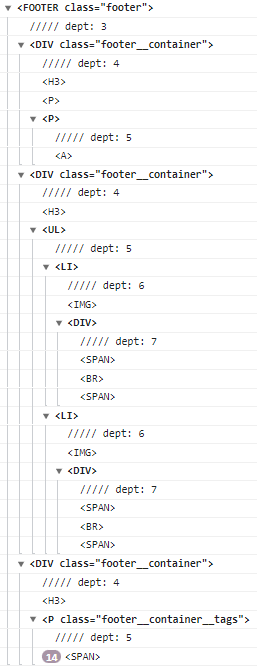 <FOOTER class="footer">
///// dept: 3
<DIV class="footer__container">
///// dept: 4
<H3>
<P>
<P>
///// dept: 5
<A>
<DIV class="footer__container">
///// dept: 4
<H3>
<UL>
///// dept: 5
<LI>
///// dept: 6
<IMG>
<DIV>
///// dept: 7
<SPAN>
<BR>
<SPAN>
<LI>
///// dept: 6
<IMG>
<DIV>
///// dept: 7
<SPAN>
<BR>
<SPAN>
<DIV class="footer__container">
///// dept: 4
<H3>
<P class="footer__container__tags">
///// dept: 5
14 <SPAN>